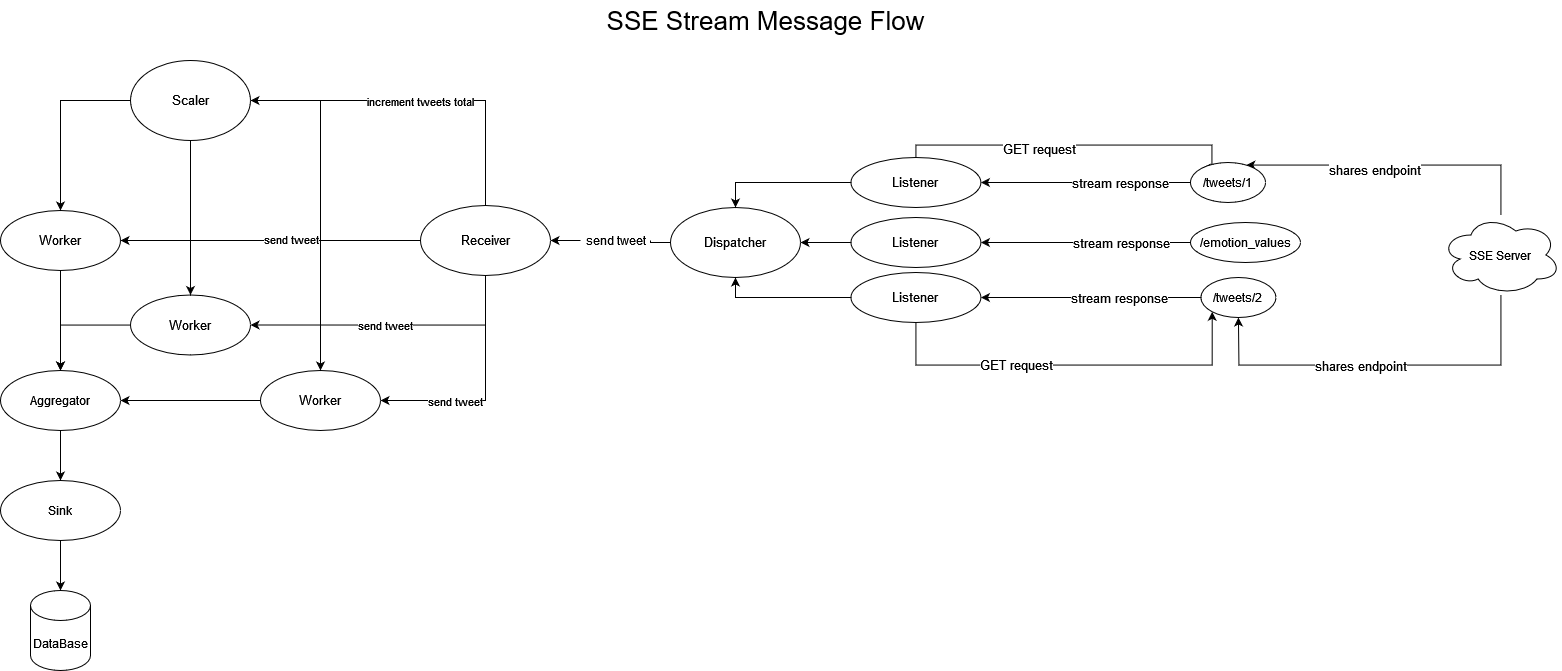 SSE Stream Message Flow
Scaler
increment tweets total
GET request
Listener
stream response
/tweets/1
shares endpoint
Worker
send tweet
Receiver
send tweet
Dispatcher
Listener
stream response
/emotion_values
SSE Server
Listener
stream response
/tweets/2
Worker
send tweet
GET request
shares endpoint
Aggregator
Worker
send tweet
Sink
DataBase